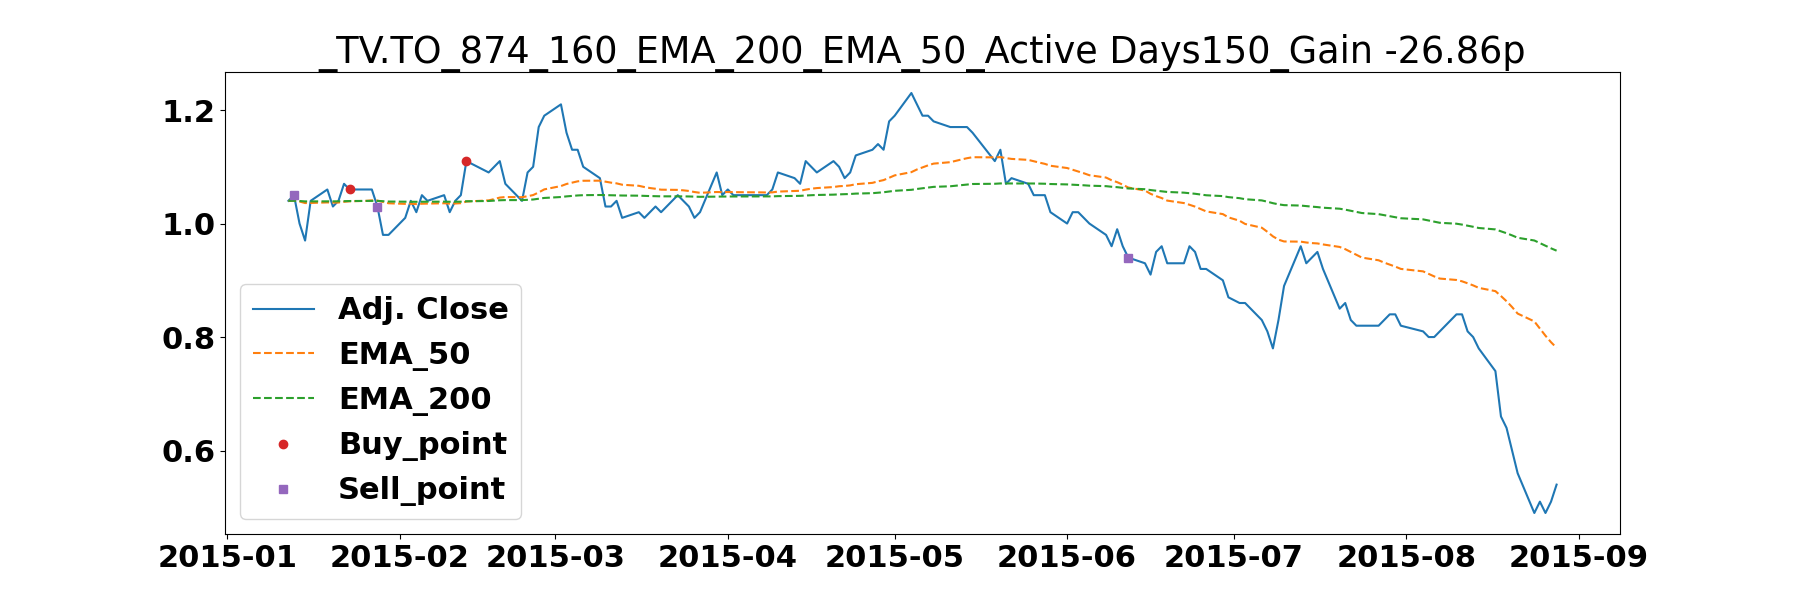 _TV.TO_874_160_EMA_200_EMA_50_Active Days150_Gain -26.86p
1.2
1.0
0.8
0.6
Adj. Close
EMA_50
EMA_200
Buy_point
Sell_point
2015-01 2015-02 2015-03 2015-04 2015-05 2015-06 2015-07 2015-08 2015-09